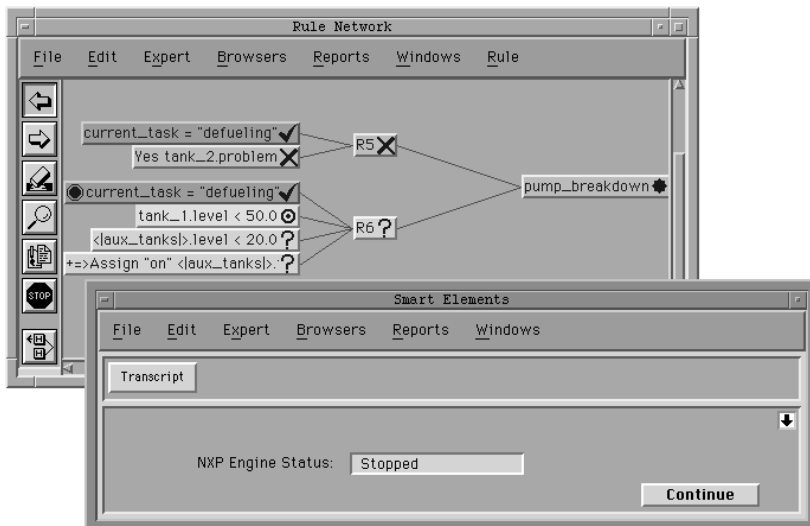 Rule Network
File Edit Expert Browsers Reports Windows Rule
current_task = "defueling"
Yes tank_2.problem
R5
pump_breakdown
current_task = "defueling"
tank_1.level < 50.0
<|aux_tanks|>.level < 20.0
+=>Assign "on" <|aux_tanks|>.
R6
STOP
Smart Elements
File Edit Expert Browsers Reports Windows
Transcript
NXP Engine Status: Stopped
Continue